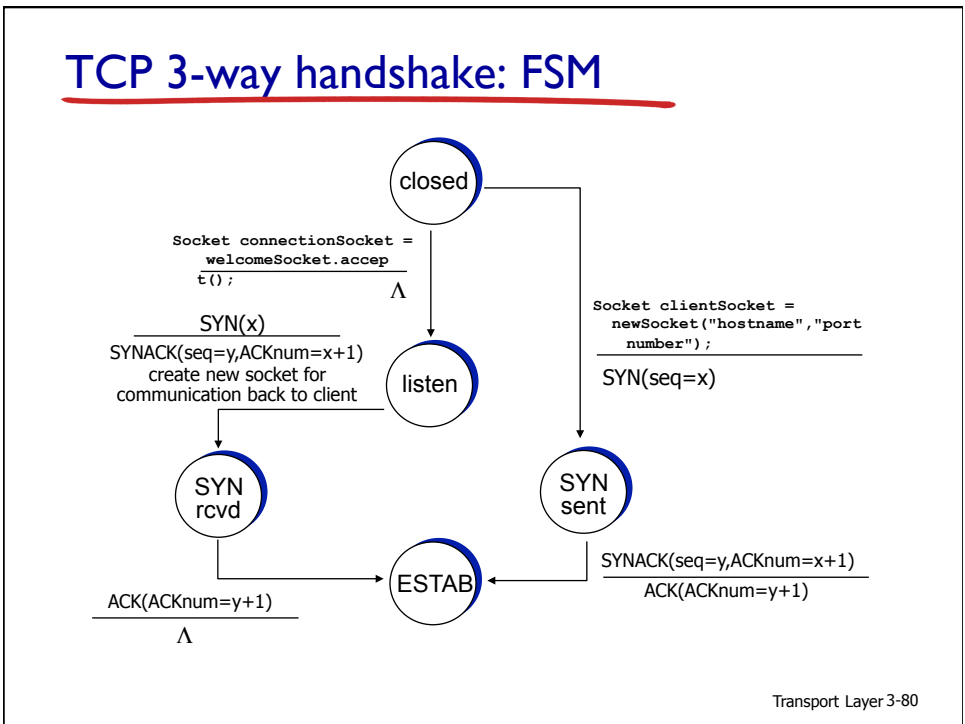 TCP 3-way handshake: FSM
closed
Socket connectionSocket =
welcomeSocket.accep
t();
Λ
Socket clientSocket =
newSocket("hostname","port
number");
SYN(seq=x)
SYN(x)
SYNACK(seq=y,ACKnum=x+1)
create new socket for
communication back to client
listen
SYN
rcvd
SYN
sent
ESTAB
SYNACK(seq=y,ACKnum=x+1)
ACK(ACKnum=y+1)
ACK(ACKnum=y+1)
Λ
Transport Layer 3-80